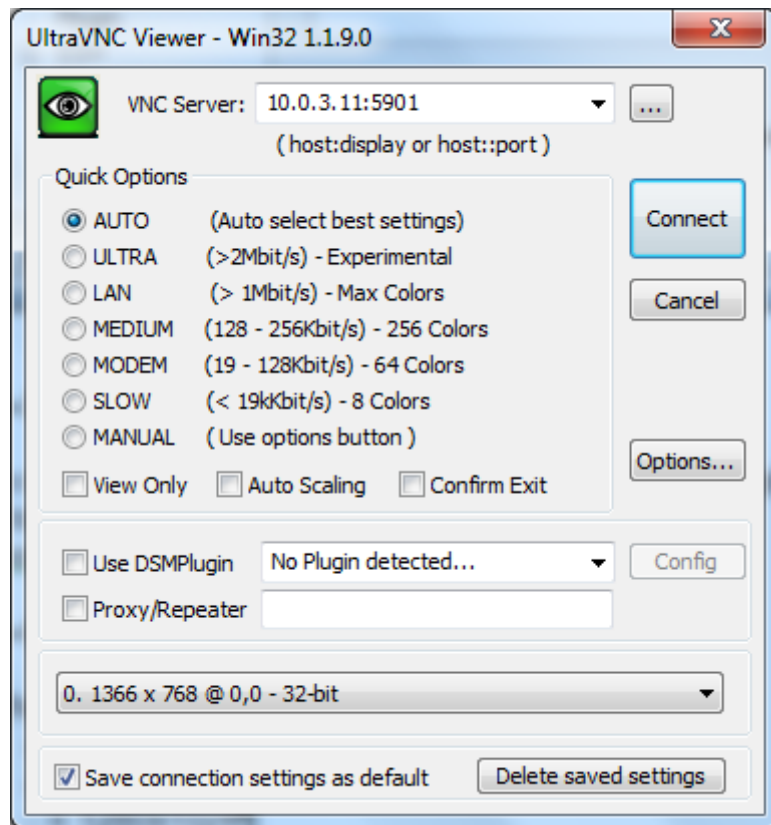 UltraVNC Viewer - Win32 1.1.9.0
VNC Server: 10.0.3.11:5901 ...
( host:display or host::port )
Quick Options
AUTO (Auto select best settings)
Connect
ULTRA (>2Mbit/s) - Experimental
LAN (> 1Mbit/s) - Max Colors
Cancel
MEDIUM (128 - 256Kbit/s) - 256 Colors
MODEM (19 - 128Kbit/s) - 64 Colors
SLOW (< 19kKbit/s) - 8 Colors
MANUAL ( Use options button )
Options...
View Only Auto Scaling Confirm Exit
Use DSMPlugin No Plugin detected... Config
Proxy/Repeater
0. 1366 x 768 @ 0,0 - 32-bit
Save connection settings as default Delete saved settings